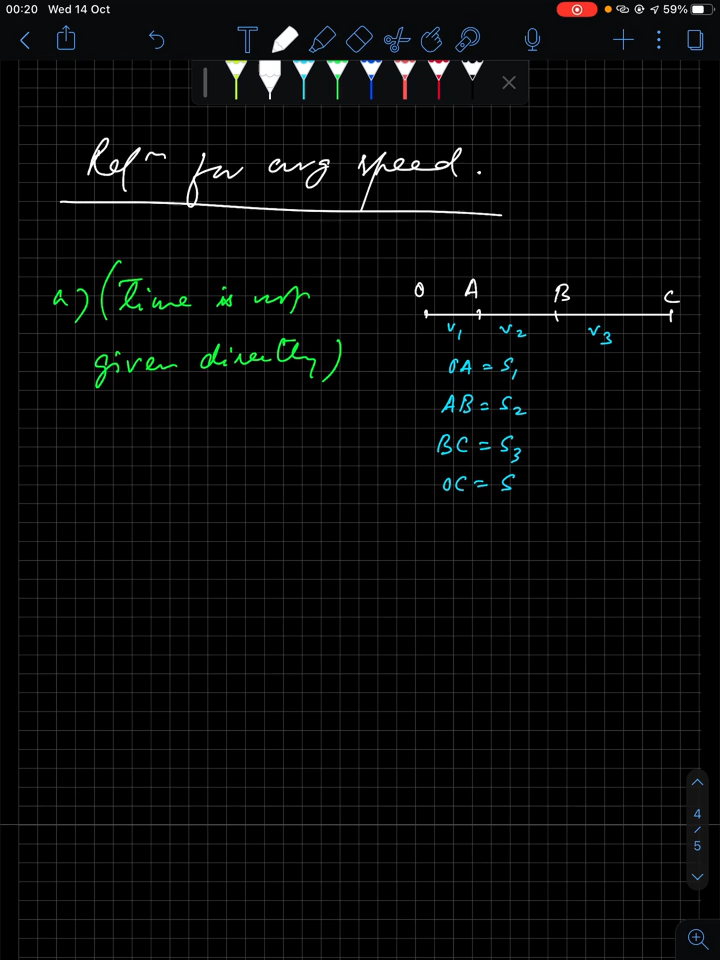 00:20 Wed 14 Oct
59%
T
Relⁿ for avg speed.
a) (Time is not
given directly)
O A B C
v₁ v₂ v₃
OA = S₁
AB = S₂
BC = S₃
OC = S
4
/
5